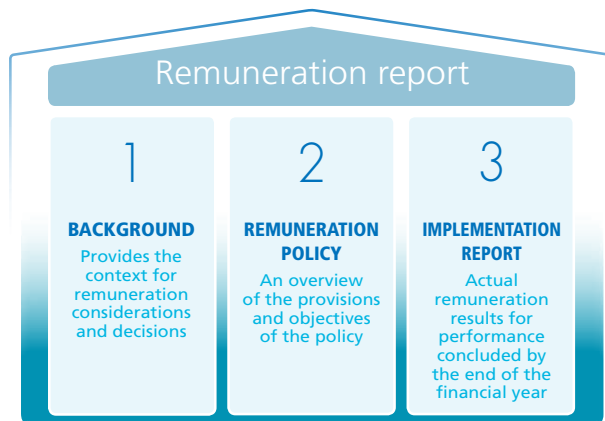 Remuneration report
1
BACKGROUND
Provides the
context for
remuneration
considerations
and decisions
2
REMUNERATION
POLICY
An overview
of the provisions
and objectives
of the policy
3
IMPLEMENTATION
REPORT
Actual
remuneration
results for
performance
concluded by
the end of the
financial year